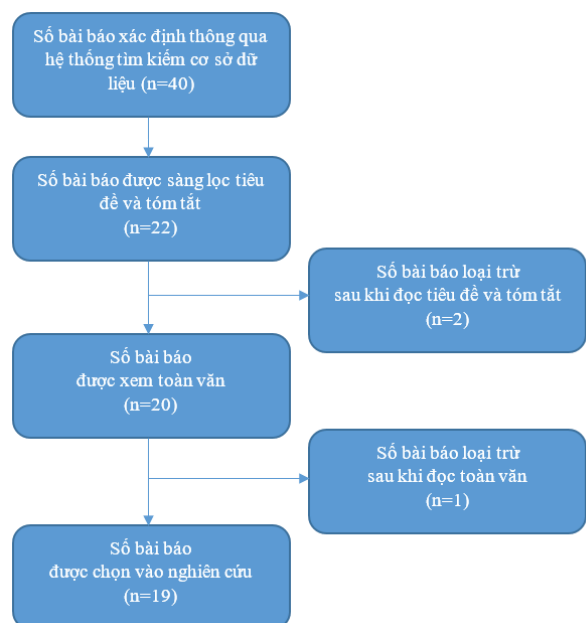 Số bài báo xác định thông qua
hệ thống tìm kiếm cơ sở dữ
liệu (n=40)
Số bài báo được sàng lọc tiêu
đề và tóm tắt
(n=22)
Số bài báo loại trừ
sau khi đọc tiêu đề và tóm tắt
(n=2)
Số bài báo
được xem toàn văn
(n=20)
Số bài báo loại trừ
sau khi đọc toàn văn
(n=1)
Số bài báo
được chọn vào nghiên cứu
(n=19)